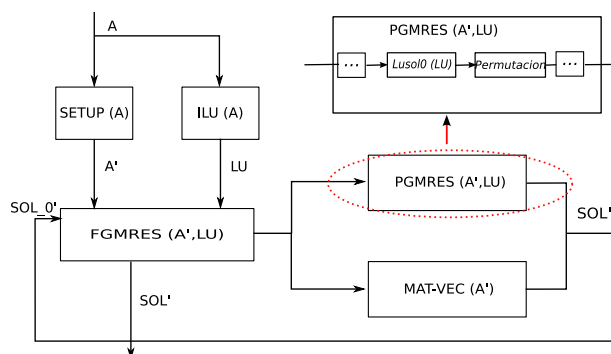 A
PGMRES (A',LU)
...
Lusol0 (LU)
Permutacion
...
SETUP (A)
ILU (A)
A'
LU
PGMRES (A',LU)
SOL_0'
SOL'
FGMRES (A',LU)
MAT-VEC (A')
SOL'